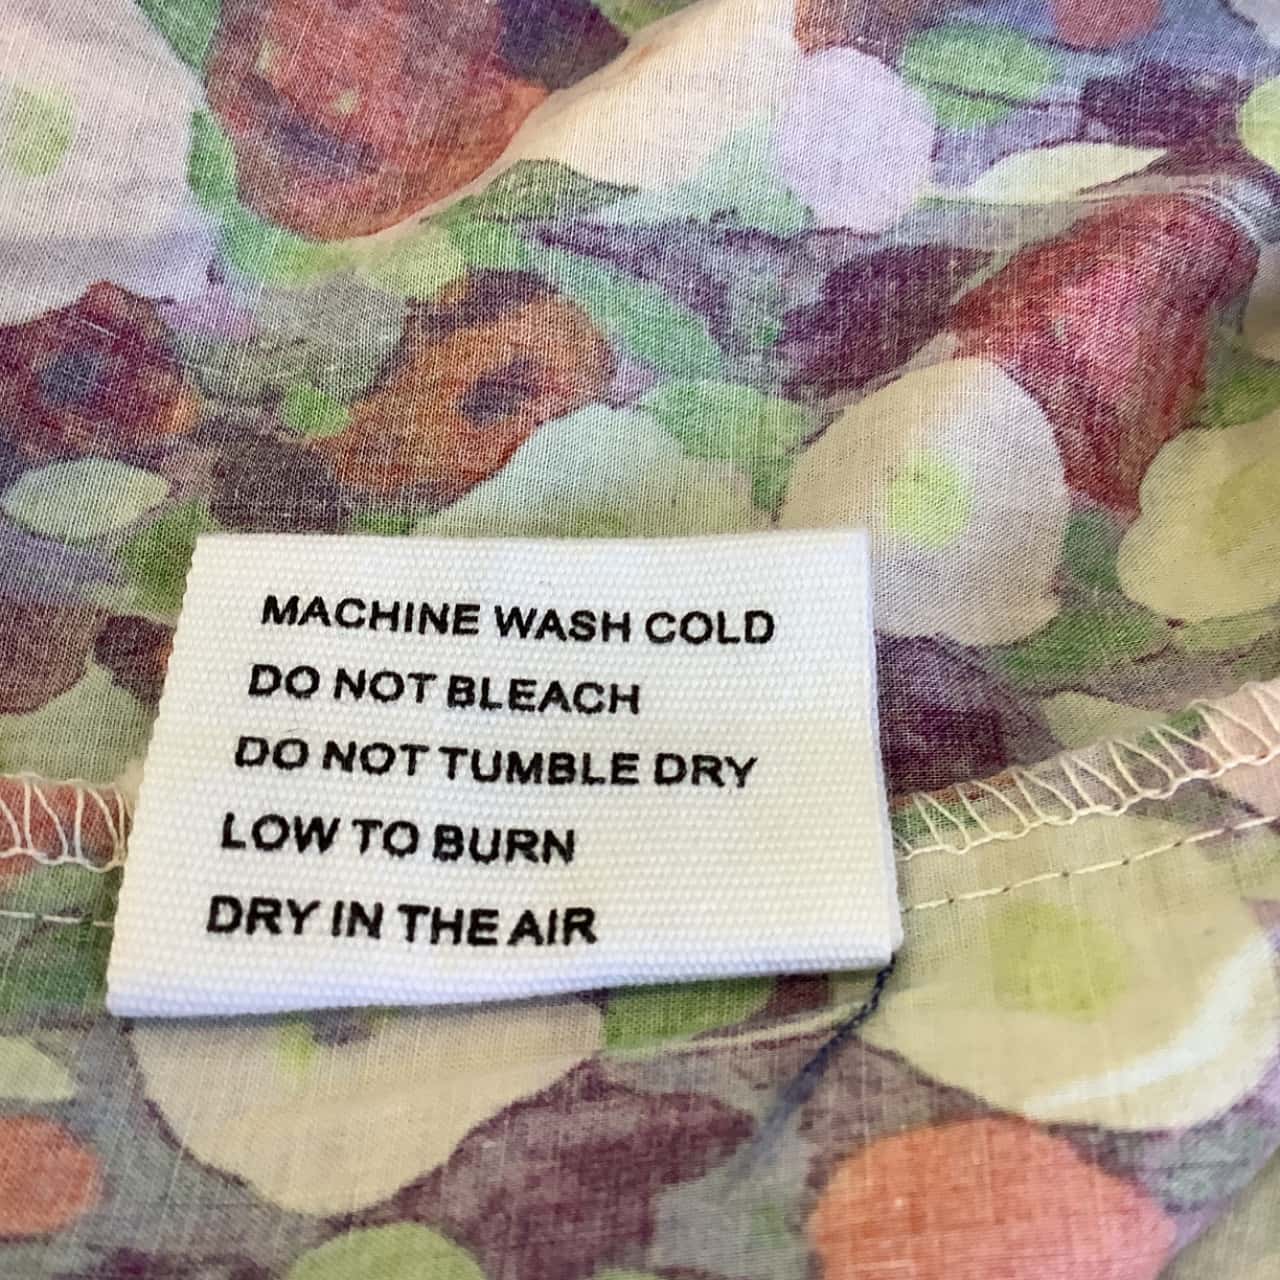 MACHINE WASH COLD
DO NOT BLEACH
DO NOT TUMBLE DRY
LOW TO BURN
DRY IN THE AIR